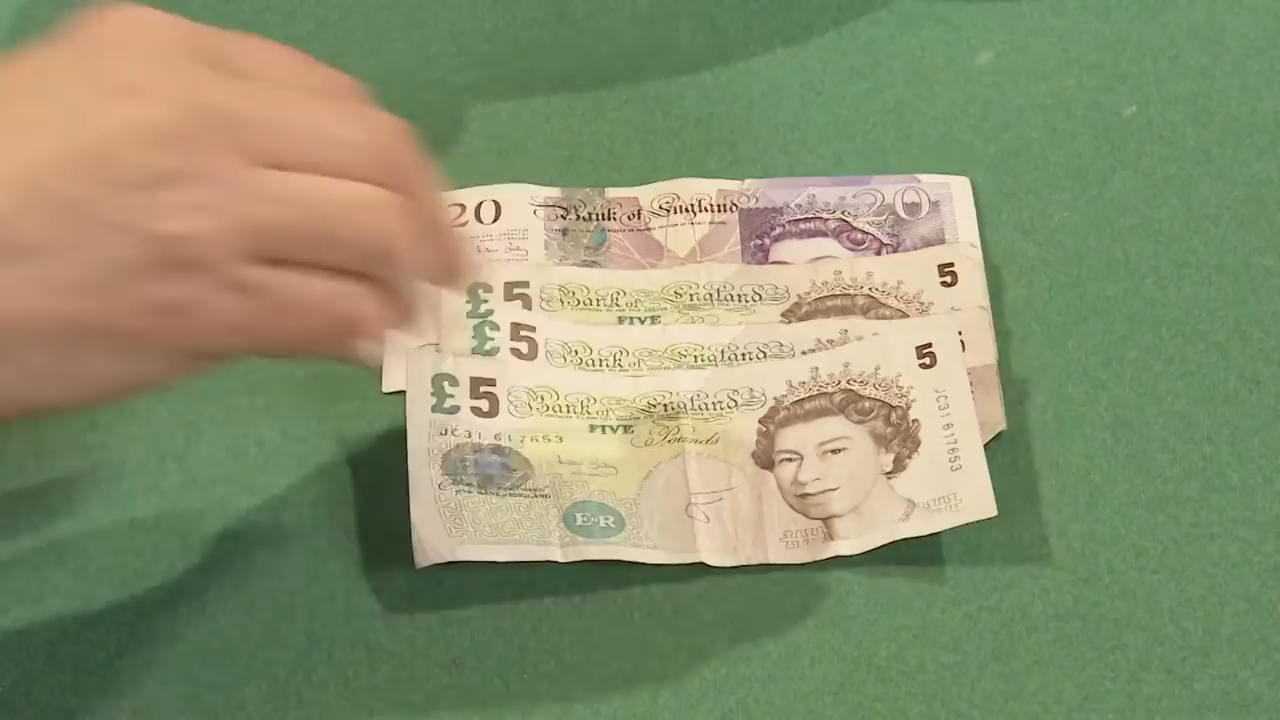 20 Bank of England 20
£5 Bank of England 5
FIVE
£5 Bank of England 5
£5 Bank of England 5
FIVE Pounds
JC31 617653
JC31 617653
E R